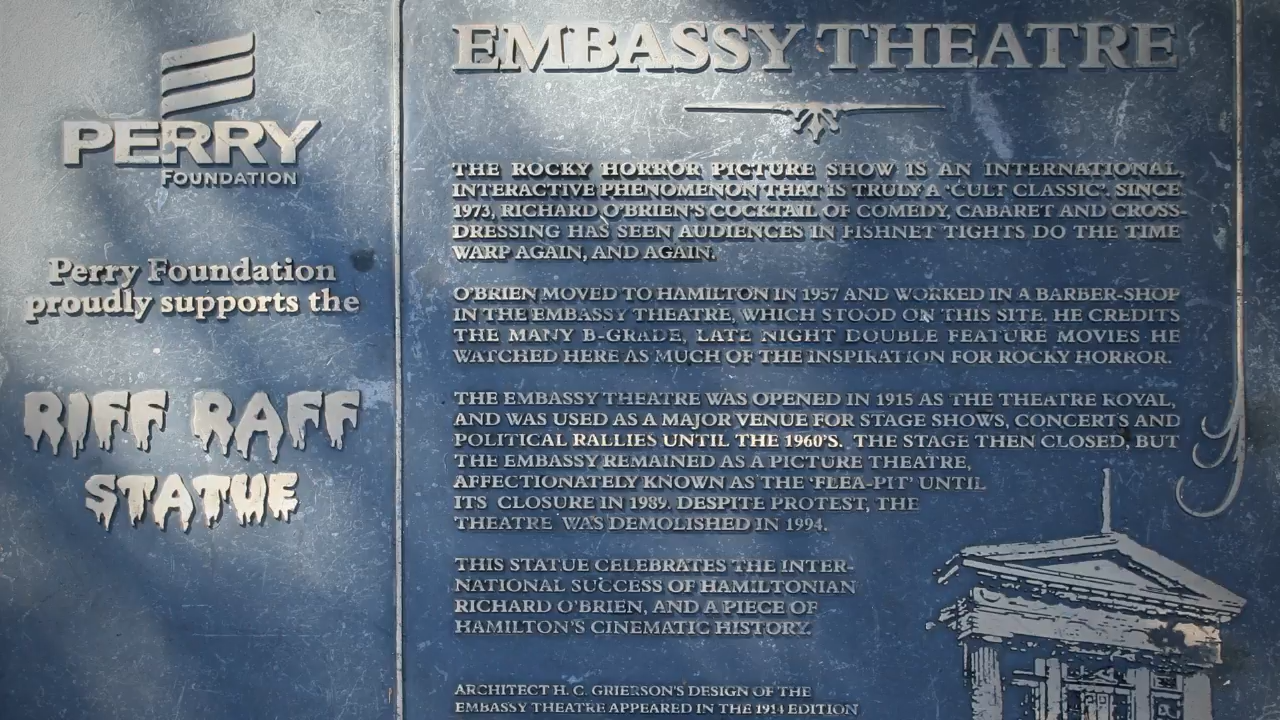 PERRY
FOUNDATION
Perry Foundation
proudly supports the
RIFF RAFF
STATUE
EMBASSY THEATRE
THE ROCKY HORROR PICTURE SHOW IS AN INTERNATIONAL,
INTERACTIVE PHENOMENON THAT IS TRULY A 'CULT CLASSIC'. SINCE
1973, RICHARD O'BRIEN'S COCKTAIL OF COMEDY, CABARET AND CROSS-
DRESSING HAS SEEN AUDIENCES IN FISHNET TIGHTS DO THE TIME
WARP AGAIN, AND AGAIN.
O'BRIEN MOVED TO HAMILTON IN 1957 AND WORKED IN A BARBER-SHOP
IN THE EMBASSY THEATRE, WHICH STOOD ON THIS SITE. HE CREDITS
THE MANY B-GRADE, LATE NIGHT DOUBLE FEATURE MOVIES HE
WATCHED HERE AS MUCH OF THE INSPIRATION FOR ROCKY HORROR.
THE EMBASSY THEATRE WAS OPENED IN 1915 AS THE THEATRE ROYAL,
AND WAS USED AS A MAJOR VENUE FOR STAGE SHOWS, CONCERTS AND
POLITICAL RALLIES UNTIL THE 1960'S. THE STAGE THEN CLOSED, BUT
THE EMBASSY REMAINED AS A PICTURE THEATRE,
AFFECTIONATELY KNOWN AS THE 'FLEA-PIT' UNTIL
ITS CLOSURE IN 1989. DESPITE PROTEST, THE
THEATRE WAS DEMOLISHED IN 1994.
THIS STATUE CELEBRATES THE INTER-
NATIONAL SUCCESS OF HAMILTONIAN
RICHARD O'BRIEN, AND A PIECE OF
HAMILTON'S CINEMATIC HISTORY.
ARCHITECT H. C. GRIERSON'S DESIGN OF THE
EMBASSY THEATRE APPEARED IN THE 1914 EDITION